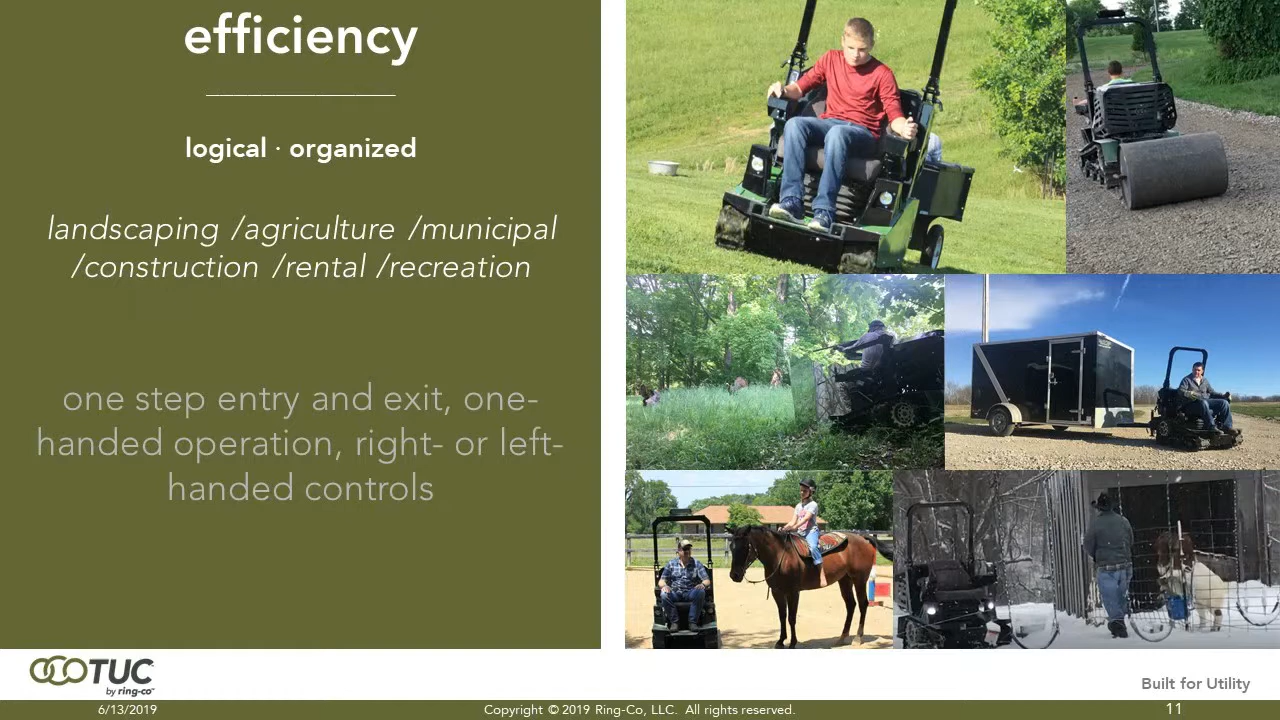 efficiency
logical · organized
landscaping /agriculture /municipal
/construction /rental /recreation
one step entry and exit, one-
handed operation, right- or left-
handed controls
TUC
by ring-co
Built for Utility
6/13/2019
Copyright © 2019 Ring-Co, LLC. All rights reserved.
11